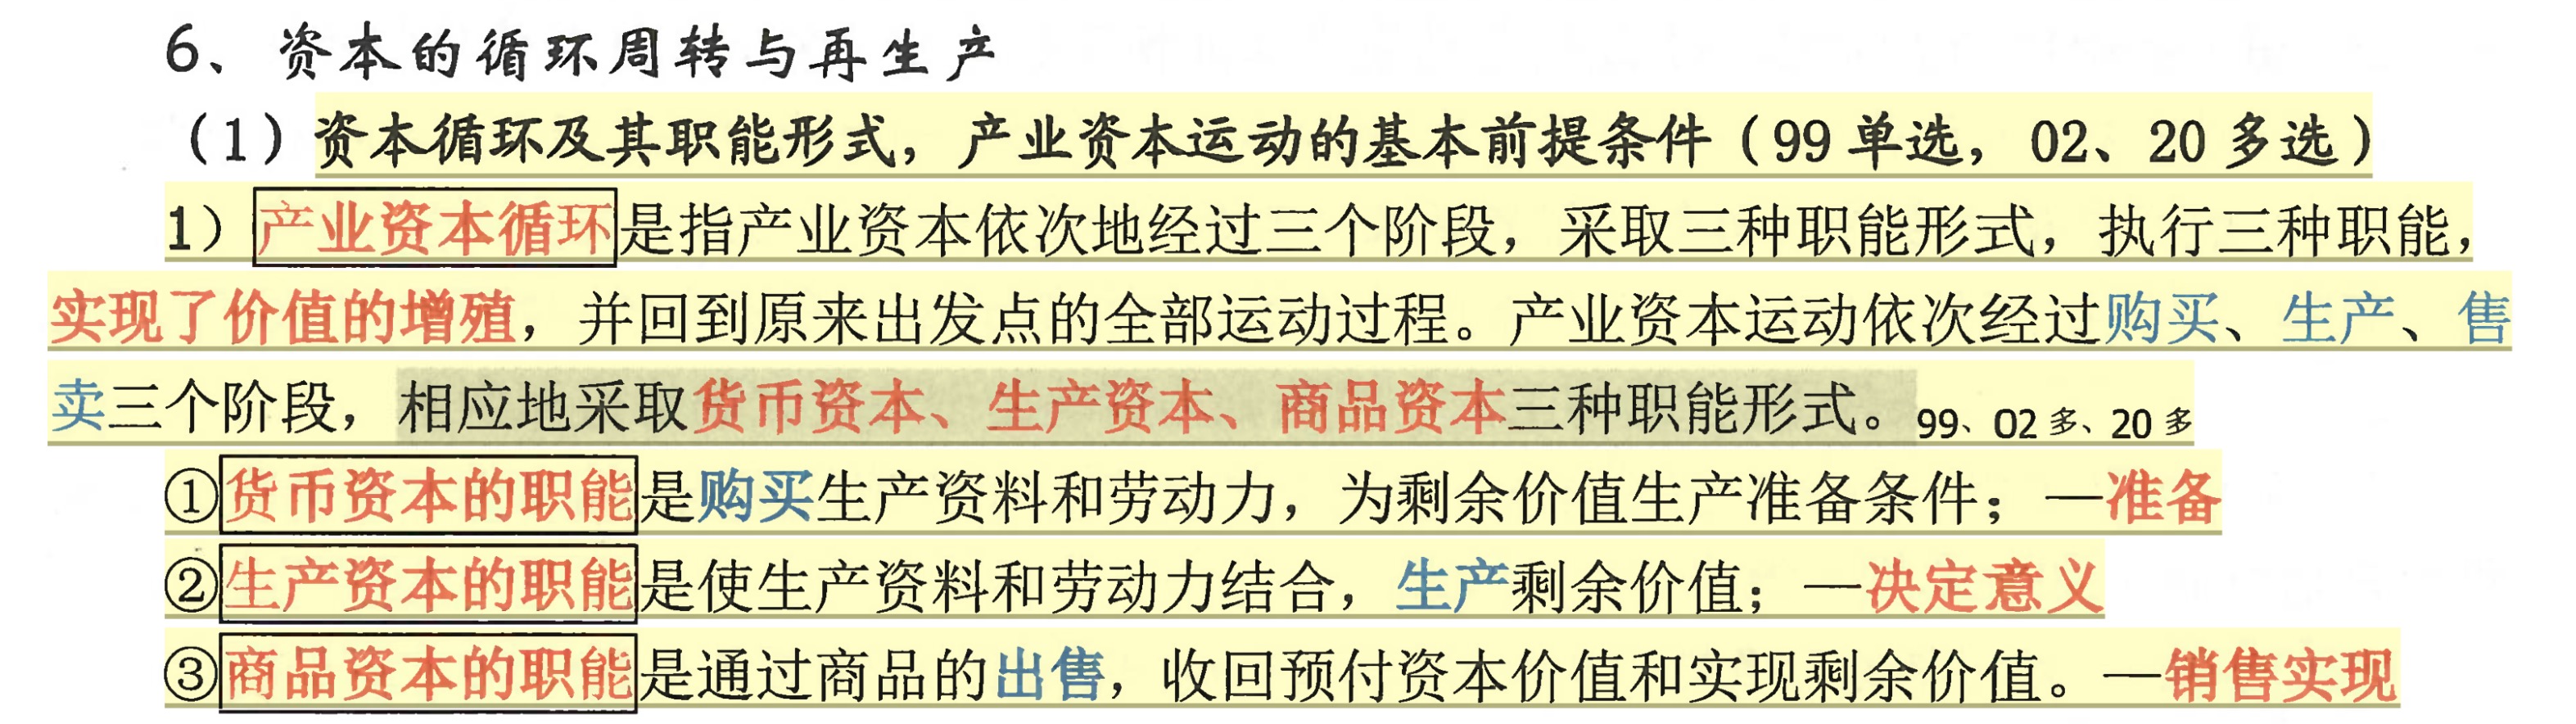 6、资本的循环周转与再生产
（1）资本循环及其职能形式，产业资本运动的基本前提条件（99 单选，02、20 多选）
1）产业资本循环是指产业资本依次地经过三个阶段，采取三种职能形式，执行三种职能，
实现了价值的增殖，并回到原来出发点的全部运动过程。产业资本运动依次经过购买、生产、售
卖三个阶段，相应地采取货币资本、生产资本、商品资本三种职能形式。99、02 多、20 多
①货币资本的职能是购买生产资料和劳动力，为剩余价值生产准备条件；—准备
②生产资本的职能是使生产资料和劳动力结合，生产剩余价值；—决定意义
③商品资本的职能是通过商品的出售，收回预付资本价值和实现剩余价值。—销售实现